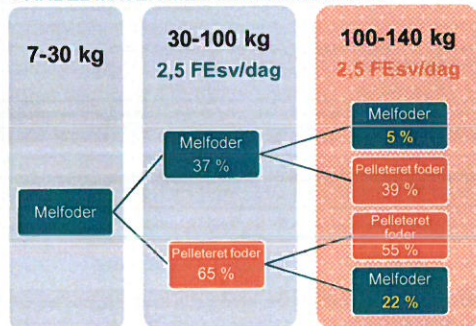 7-30 kg
30-100 kg
2,5 FEsv/dag
100-140 kg
2,5 FEsv/dag
Melfoder
Melfoder
37 %
Pelleteret foder
65 %
Melfoder
5 %
Pelleteret foder
39 %
Pelleteret
foder
55 %
Melfoder
22 %